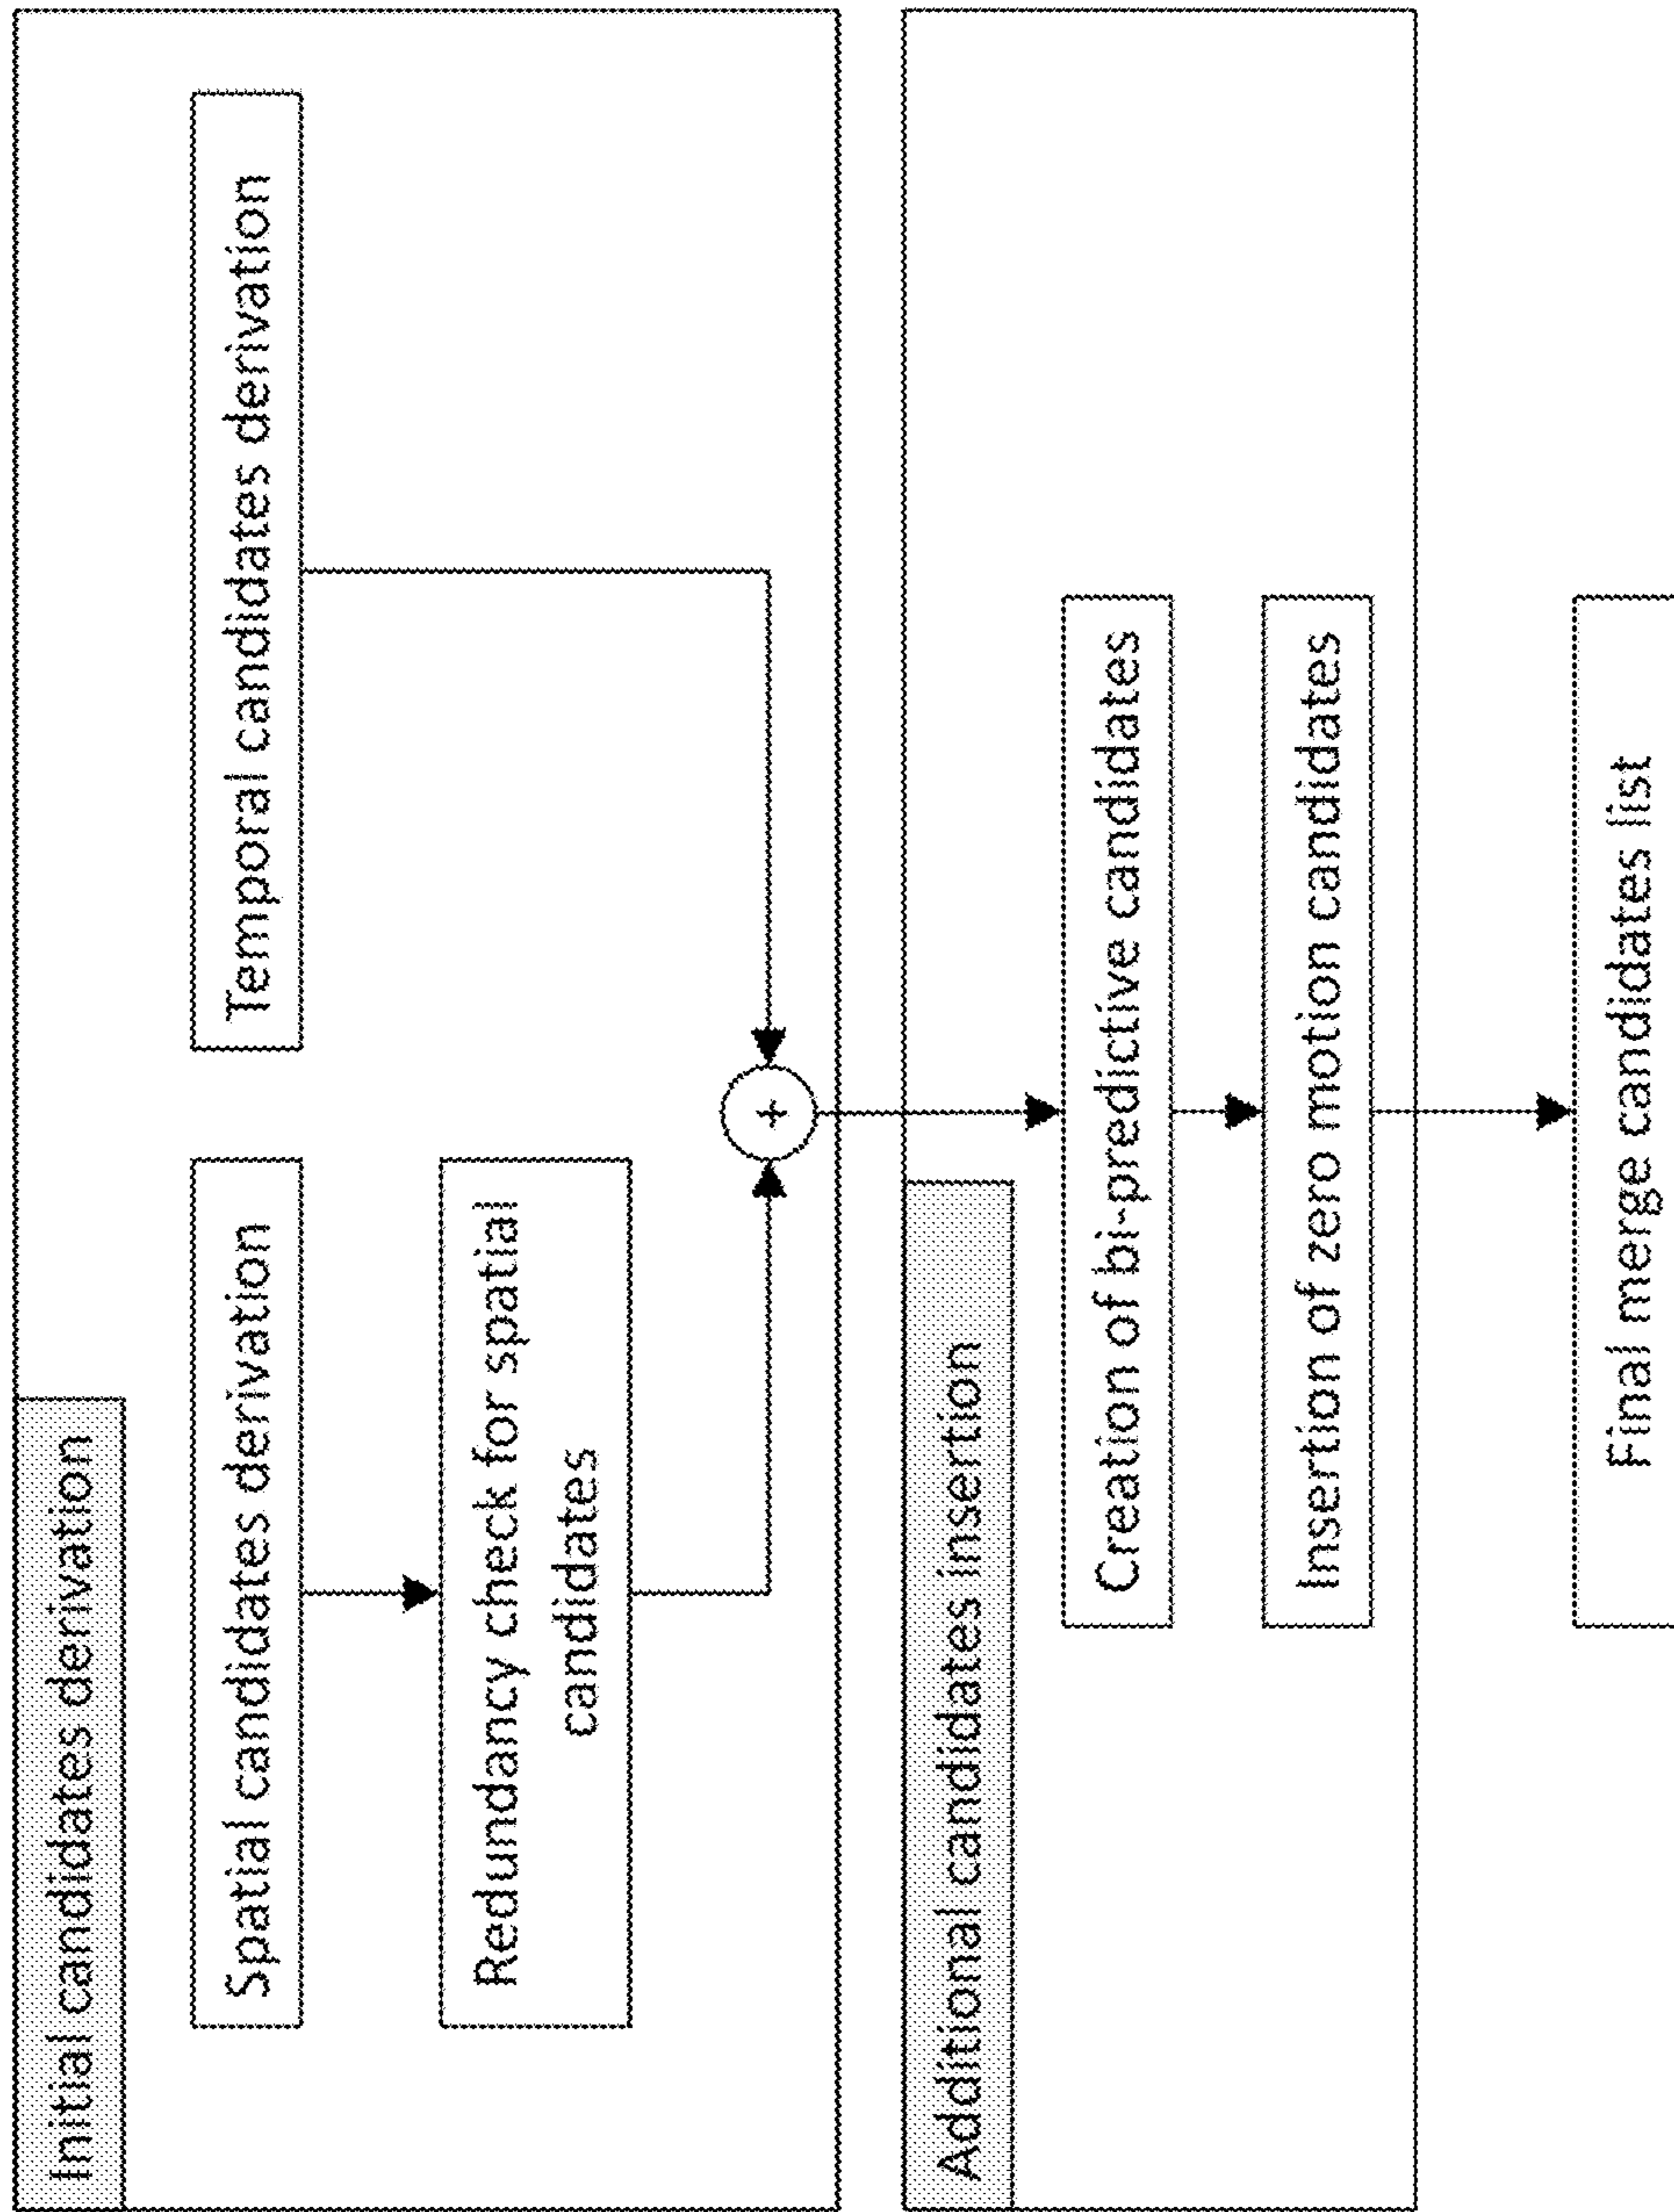 Initial candidates derivation
Spatial candidates derivation
Temporal candidates derivation
Redundancy check for spatial
candidates
+
Additional candidates insertion
Creation of bi-predictive candidates
Insertion of zero motion candidates
Final merge candidates list